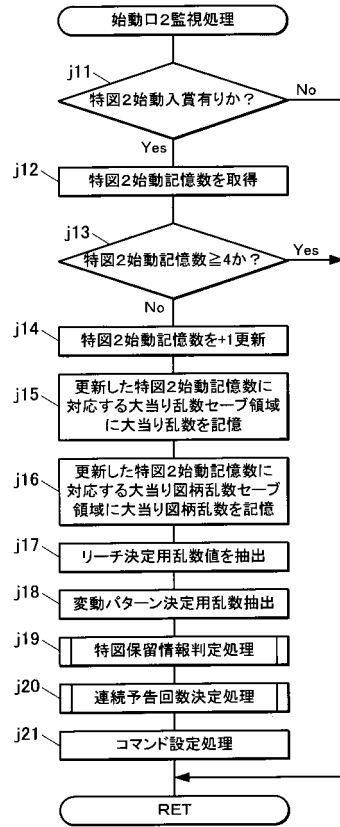 始動口2監視処理
j11
特図2始動入賞有りか?
No
Yes
j12
特図2始動記憶数を取得
j13
特図2始動記憶数≧4か?
Yes
No
j14
特図2始動記憶数を+1更新
j15
更新した特図2始動記憶数に
対応する大当り乱数セーブ領域
に大当り乱数を記憶
j16
更新した特図2始動記憶数に
対応する大当り図柄乱数セーブ
領域に大当り図柄乱数を記憶
j17
リーチ決定用乱数値を抽出
j18
変動パターン決定用乱数抽出
j19
特図保留情報判定処理
j20
連続予告回数決定処理
j21
コマンド設定処理
RET